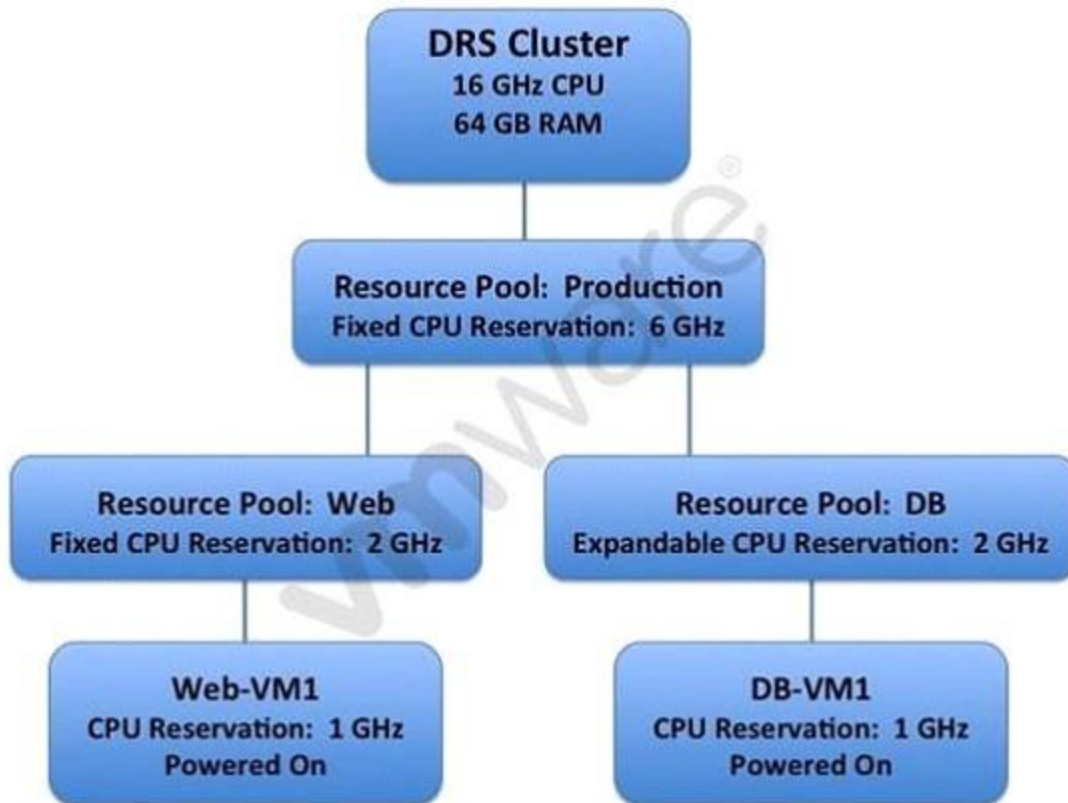 DRS Cluster
16 GHz CPU
64 GB RAM
Resource Pool: Production
Fixed CPU Reservation: 6 GHz
Resource Pool: Web
Fixed CPU Reservation: 2 GHz
Resource Pool: DB
Expandable CPU Reservation: 2 GHz
Web-VM1
CPU Reservation: 1 GHz
Powered On
DB-VM1
CPU Reservation: 1 GHz
Powered On
vmware®